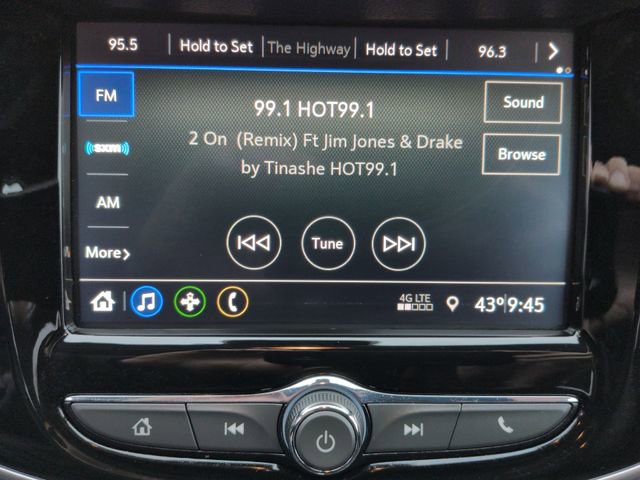 95.5 Hold to Set The Highway Hold to Set 96.3
FM
99.1 HOT99.1
Sound
2 On (Remix) Ft Jim Jones & Drake
((sxm))
Browse
by Tinashe HOT99.1
AM
More
Tune
4G LTE
43° 9:45